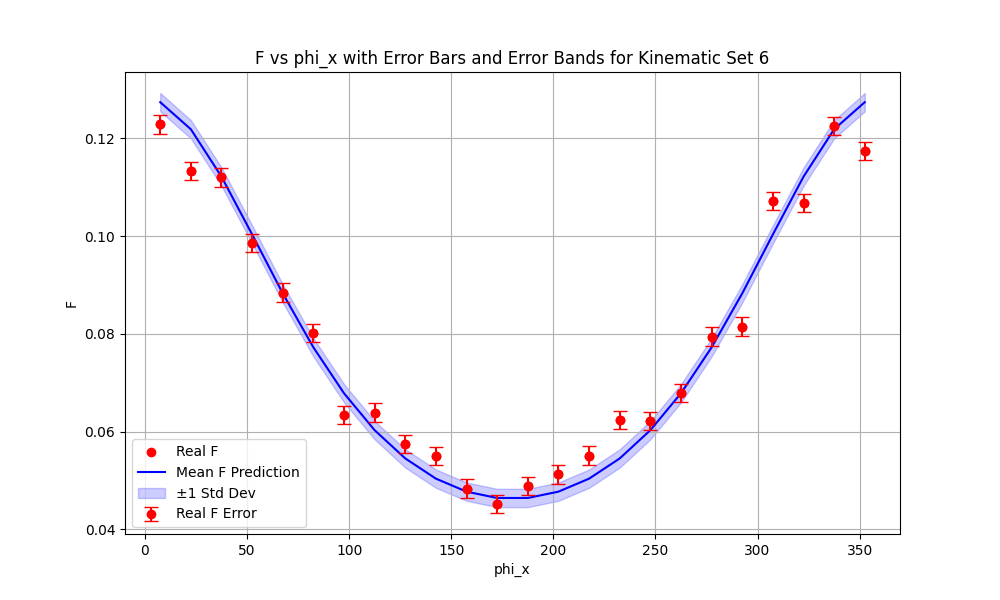 F vs phi_x with Error Bars and Error Bands for Kinematic Set 6
0.12
0.10
0.08
0.06
0.04
F
Real F
Mean F Prediction
±1 Std Dev
Real F Error
0 50 100 150 200 250 300 350
phi_x